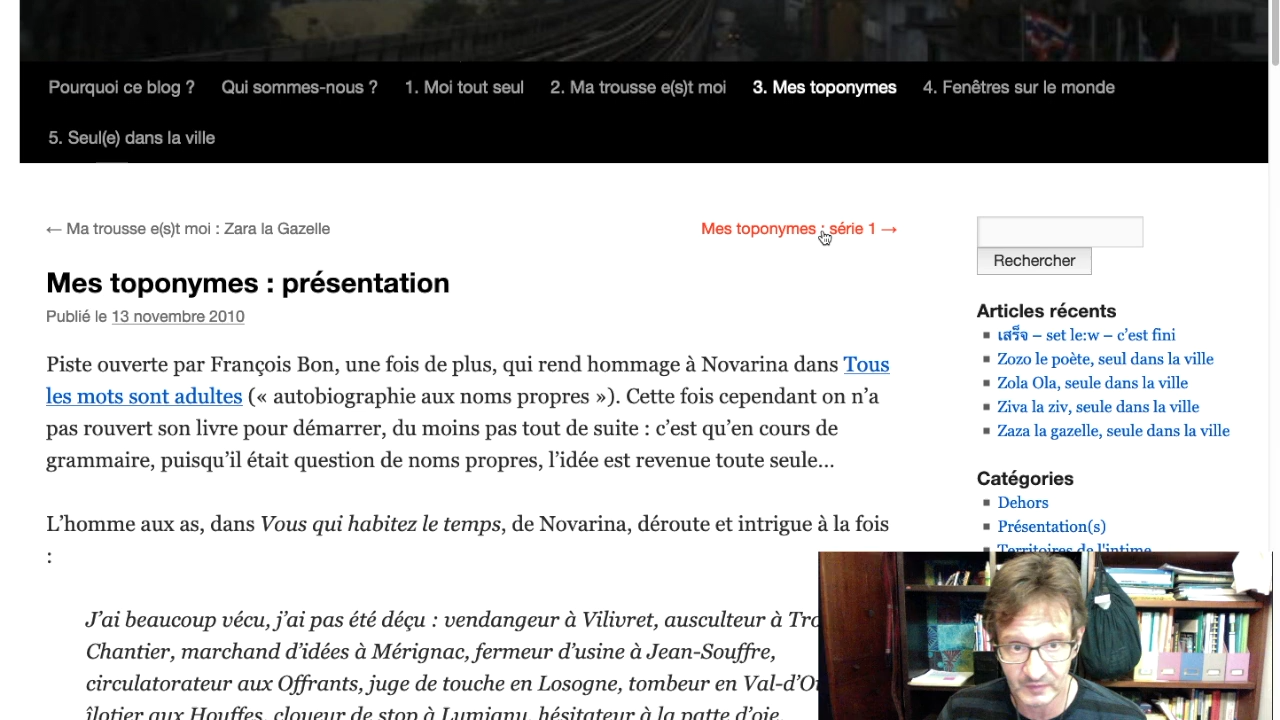 Pourquoi ce blog ? Qui sommes-nous ? 1. Moi tout seul 2. Ma trousse e(s)t moi 3. Mes toponymes 4. Fenêtres sur le monde
5. Seul(e) dans la ville
← Ma trousse e(s)t moi : Zara la Gazelle
Mes toponymes : série 1 →
Mes toponymes : présentation
Publié le 13 novembre 2010
Piste ouverte par François Bon, une fois de plus, qui rend hommage à Novarina dans Tous
les mots sont adultes (« autobiographie aux noms propres »). Cette fois cependant on n’a
pas rouvert son livre pour démarrer, du moins pas tout de suite : c’est qu’en cours de
grammaire, puisqu’il était question de noms propres, l’idée est revenue toute seule…
L’homme aux as, dans Vous qui habitez le temps, de Novarina, déroute et intrigue à la fois
:
J’ai beaucoup vécu, j’ai pas été déçu : vendangeur à Vilivret, ausculteur à
Chantier, marchand d’idées à Mérignac, fermeur d’usine à Jean-Souffre,
circulatorateur aux Offrants, juge de touche en Losogne, tombeur en
îlotier aux Houffes, cloueur de stop à Lumigny, hésitateur à la patte d’oie,
Rechercher
Articles récents
เสร็จ – set le:w – c’est fini
Zozo le poète, seul dans la ville
Zola Ola, seule dans la ville
Ziva la ziv, seule dans la ville
Zaza la gazelle, seule dans la ville
Catégories
Dehors
Présentation(s)
Territoires de l'intime